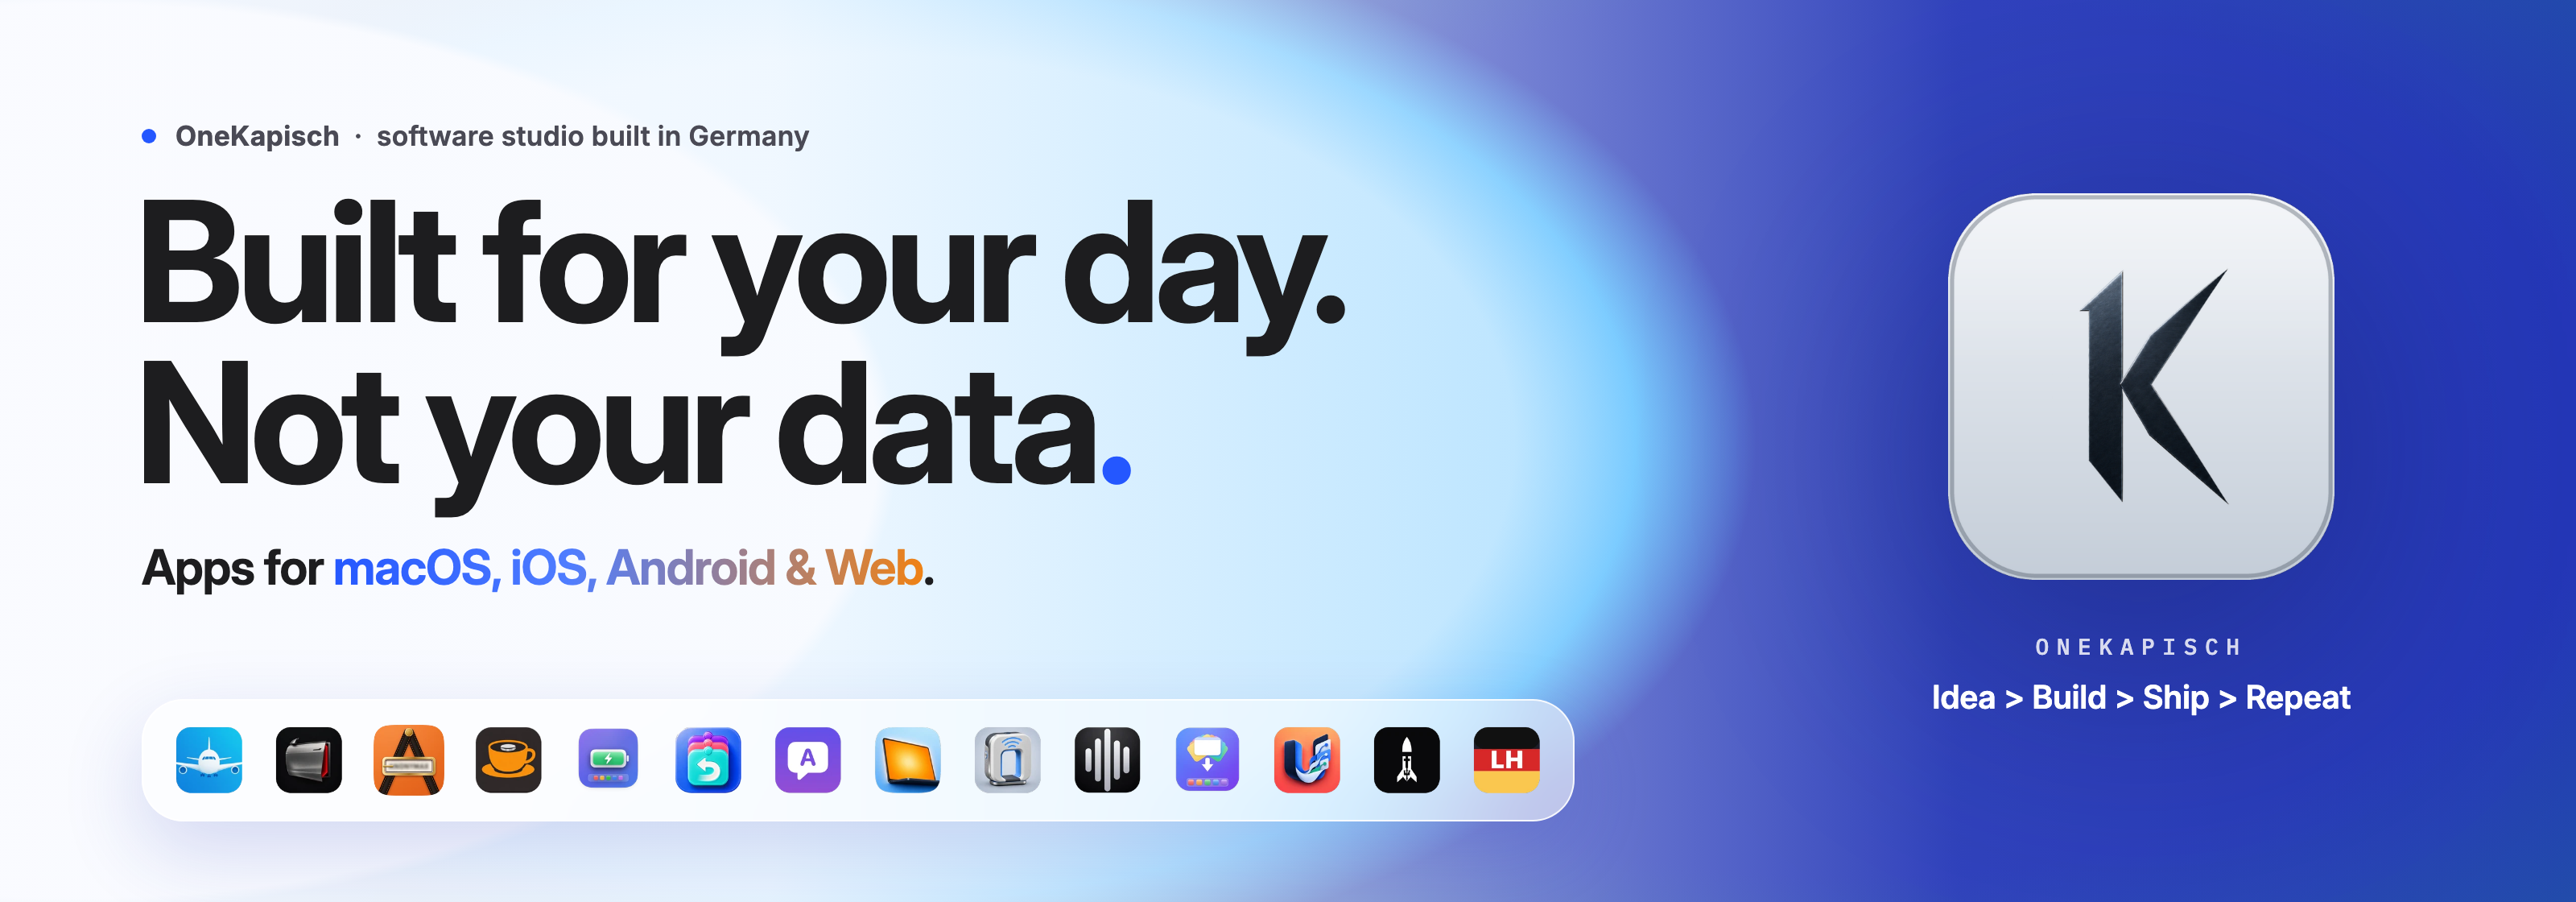 OneKapisch · software studio built in Germany
Built for your day.
Not your data.
Apps for macOS, iOS, Android & Web.
A
LH
K
ONEKAPISCH
Idea > Build > Ship > Repeat